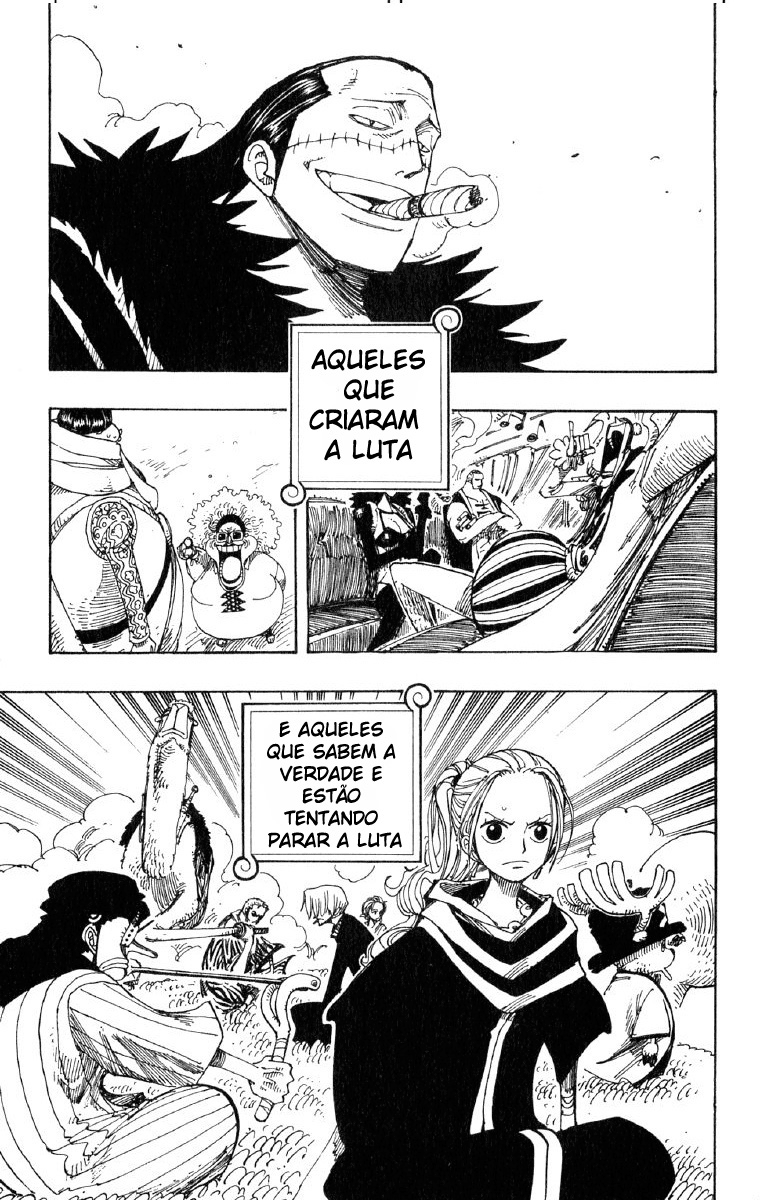 AQUELES
QUE
CRIARAM
A LUTA
E AQUELES
QUE SABEM A
VERDADE E
ESTÃO
TENTANDO
PARAR A LUTA